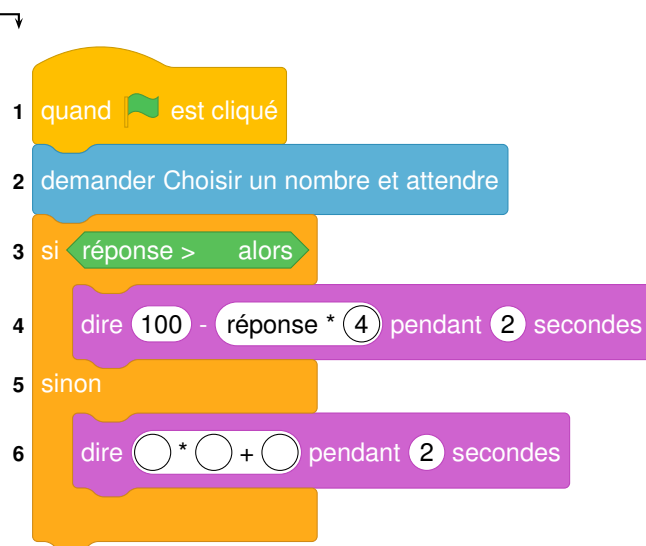 1 quand est cliqué
2 demander Choisir un nombre et attendre
3 si réponse > alors
4 dire 100 - réponse * 4 pendant 2 secondes
5 sinon
6 dire * + pendant 2 secondes